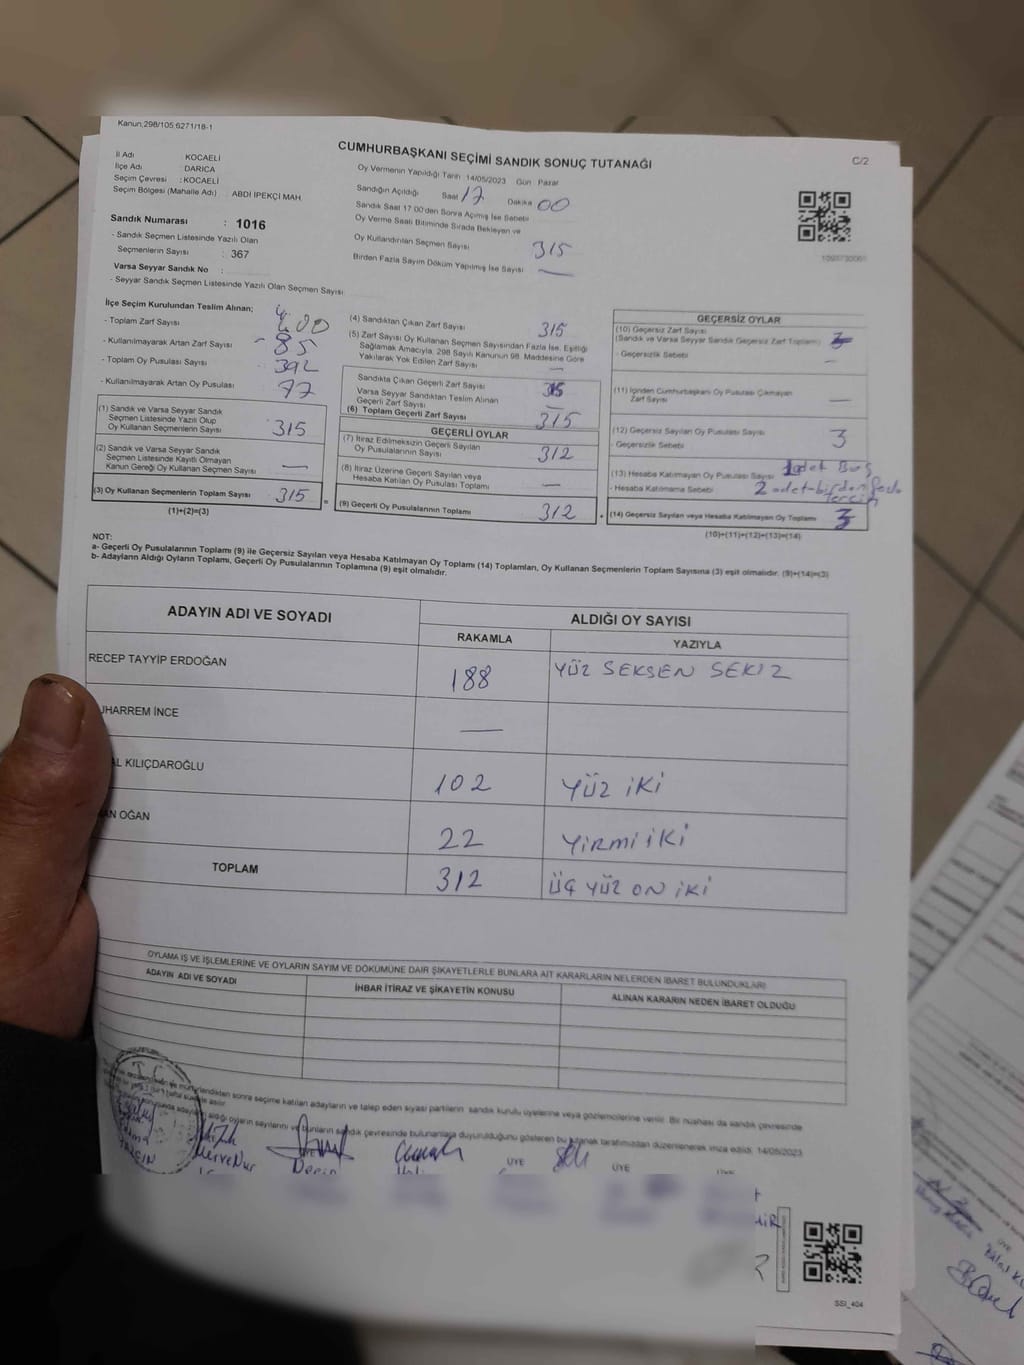 Kanun,298/105,6271/18-1
CUMHURBAŞKANI SEÇİMİ SANDIK SONUÇ TUTANAĞI
C/2
İl Adı KOCAELİ
İlçe Adı DARICA
Seçim Çevresi : KOCAELİ
Seçim Bölgesi (Mahalle Adı) : ABDİ İPEKÇİ MAH.
Sandık Numarası : 1016
- Sandık Seçmen Listesinde Yazılı Olan
Seçmenlerin Sayısı : 367
Varsa Seyyar Sandık No :
- Seyyar Sandık Seçmen Listesinde Yazılı Olan Seçmen Sayısı
Oy Vermenin Yapıldığı Tarih 14/05/2023 Gün Pazar
Sandığın Açıldığı Saat 17 Dakika 00
Sandık Saat 17:00'den Sonra Açılmış İse Sebebi
Oy Verme Saati Bitiminde Sırada Bekleyen ve
Oy Kullandırılan Seçmen Sayısı 315
Birden Fazla Sayım Döküm Yapılmış İse Sayısı —
İlçe Seçim Kurulundan Teslim Alınan;
- Toplam Zarf Sayısı 400
- Kullanılmayarak Artan Zarf Sayısı 85
- Toplam Oy Pusulası Sayısı 392
- Kullanılmayarak Artan Oy Pusulası 77
(1) Sandık ve Varsa Seyyar Sandık
Seçmen Listesinde Yazılı Olup
Oy Kullanan Seçmenlerin Sayısı 315
(2) Sandık ve Varsa Seyyar Sandık
Seçmen Listesinde Kayıtlı Olmayan
Kanun Gereği Oy Kullanan Seçmen Sayısı —
(3) Oy Kullanan Seçmenlerin Toplam Sayısı 315
(1)+(2)=(3)
=
(4) Sandıktan Çıkan Zarf Sayısı 315
(5) Zarf Sayısı Oy Kullanan Seçmen Sayısından Fazla İse, Eşitliği
Sağlamak Amacıyla, 298 Sayılı Kanunun 98. Maddesine Göre
Yakılarak Yok Edilen Zarf Sayısı —
Sandıkta Çıkan Geçerli Zarf Sayısı 315
Varsa Seyyar Sandıktan Teslim Alınan
Geçerli Zarf Sayısı —
(6) Toplam Geçerli Zarf Sayısı 315
GEÇERLİ OYLAR
(7) İtiraz Edilmeksizin Geçerli Sayılan
Oy Pusulalarının Sayısı 312
(8) İtiraz Üzerine Geçerli Sayılan veya
Hesaba Katılan Oy Pusulası Toplamı —
(9) Geçerli Oy Pusulalarının Toplamı 312
GEÇERSİZ OYLAR
(10) Geçersiz Zarf Sayısı
(Sandık ve Varsa Seyyar Sandık Geçersiz Zarf Toplamı)
- Geçersizlik Sebebi —
(11) İçinden Cumhurbaşkanı Oy Pusulası Çıkmayan
Zarf Sayısı —
(12) Geçersiz Sayılan Oy Pusulası Sayısı 3
- Geçersizlik Sebebi
(13) Hesaba Katılmayan Oy Pusulası Sayısı 1 adet Boş
- Hesaba Katılmama Sebebi 2 adet-birden fazla
tercih
(14) Geçersiz Sayılan veya Hesaba Katılmayan Oy Toplamı 3
(10)+(11)+(12)+(13)=(14)
NOT:
a- Geçerli Oy Pusulalarının Toplamı (9) ile Geçersiz Sayılan veya Hesaba Katılmayan Oy Toplamı (14) Toplamları, Oy Kullanan Seçmenlerin Toplam Sayısına (3) eşit olmalıdır. (9)+(14)=(3)
b- Adayların Aldığı Oyların Toplamı, Geçerli Oy Pusulalarının Toplamına (9) eşit olmalıdır.
ADAYIN ADI VE SOYADI ALDIĞI OY SAYISI
RAKAMLA YAZIYLA
RECEP TAYYİP ERDOĞAN 188 YÜZ SEKSEN SEKİZ
UHARREM İNCE —
AL KILIÇDAROĞLU 102 YÜZ İKİ
AN OĞAN 22 YİRMİ İKİ
TOPLAM 312 ÜÇ YÜZ ON İKİ
OYLAMA İŞ VE İŞLEMLERİNE VE OYLARIN SAYIM VE DÖKÜMÜNE DAİR ŞİKAYETLERLE BUNLARA AİT KARARLARIN NELERDEN İBARET BULUNDUKLARI
ADAYIN ADI VE SOYADI İHBAR İTİRAZ VE ŞİKAYETİN KONUSU ALINAN KARARIN NEDEN İBARET OLDUĞU
mühürlendikten sonra seçime katılan adayların ve talep eden siyasi partilerin sandık kurulu üyelerine veya gözlemcilerine verilir. Bir nüshası da sandık çevresinde
aldığı oyların sayılarını ve bunların sandık çevresinde bulunanlara duyurulduğunu gösteren bu tutanak tarafımızdan düzenlenerek imza edildi. 14/05/2023
MerveNur
ÜYE
ÜYE
SSİ_404
ÜYE